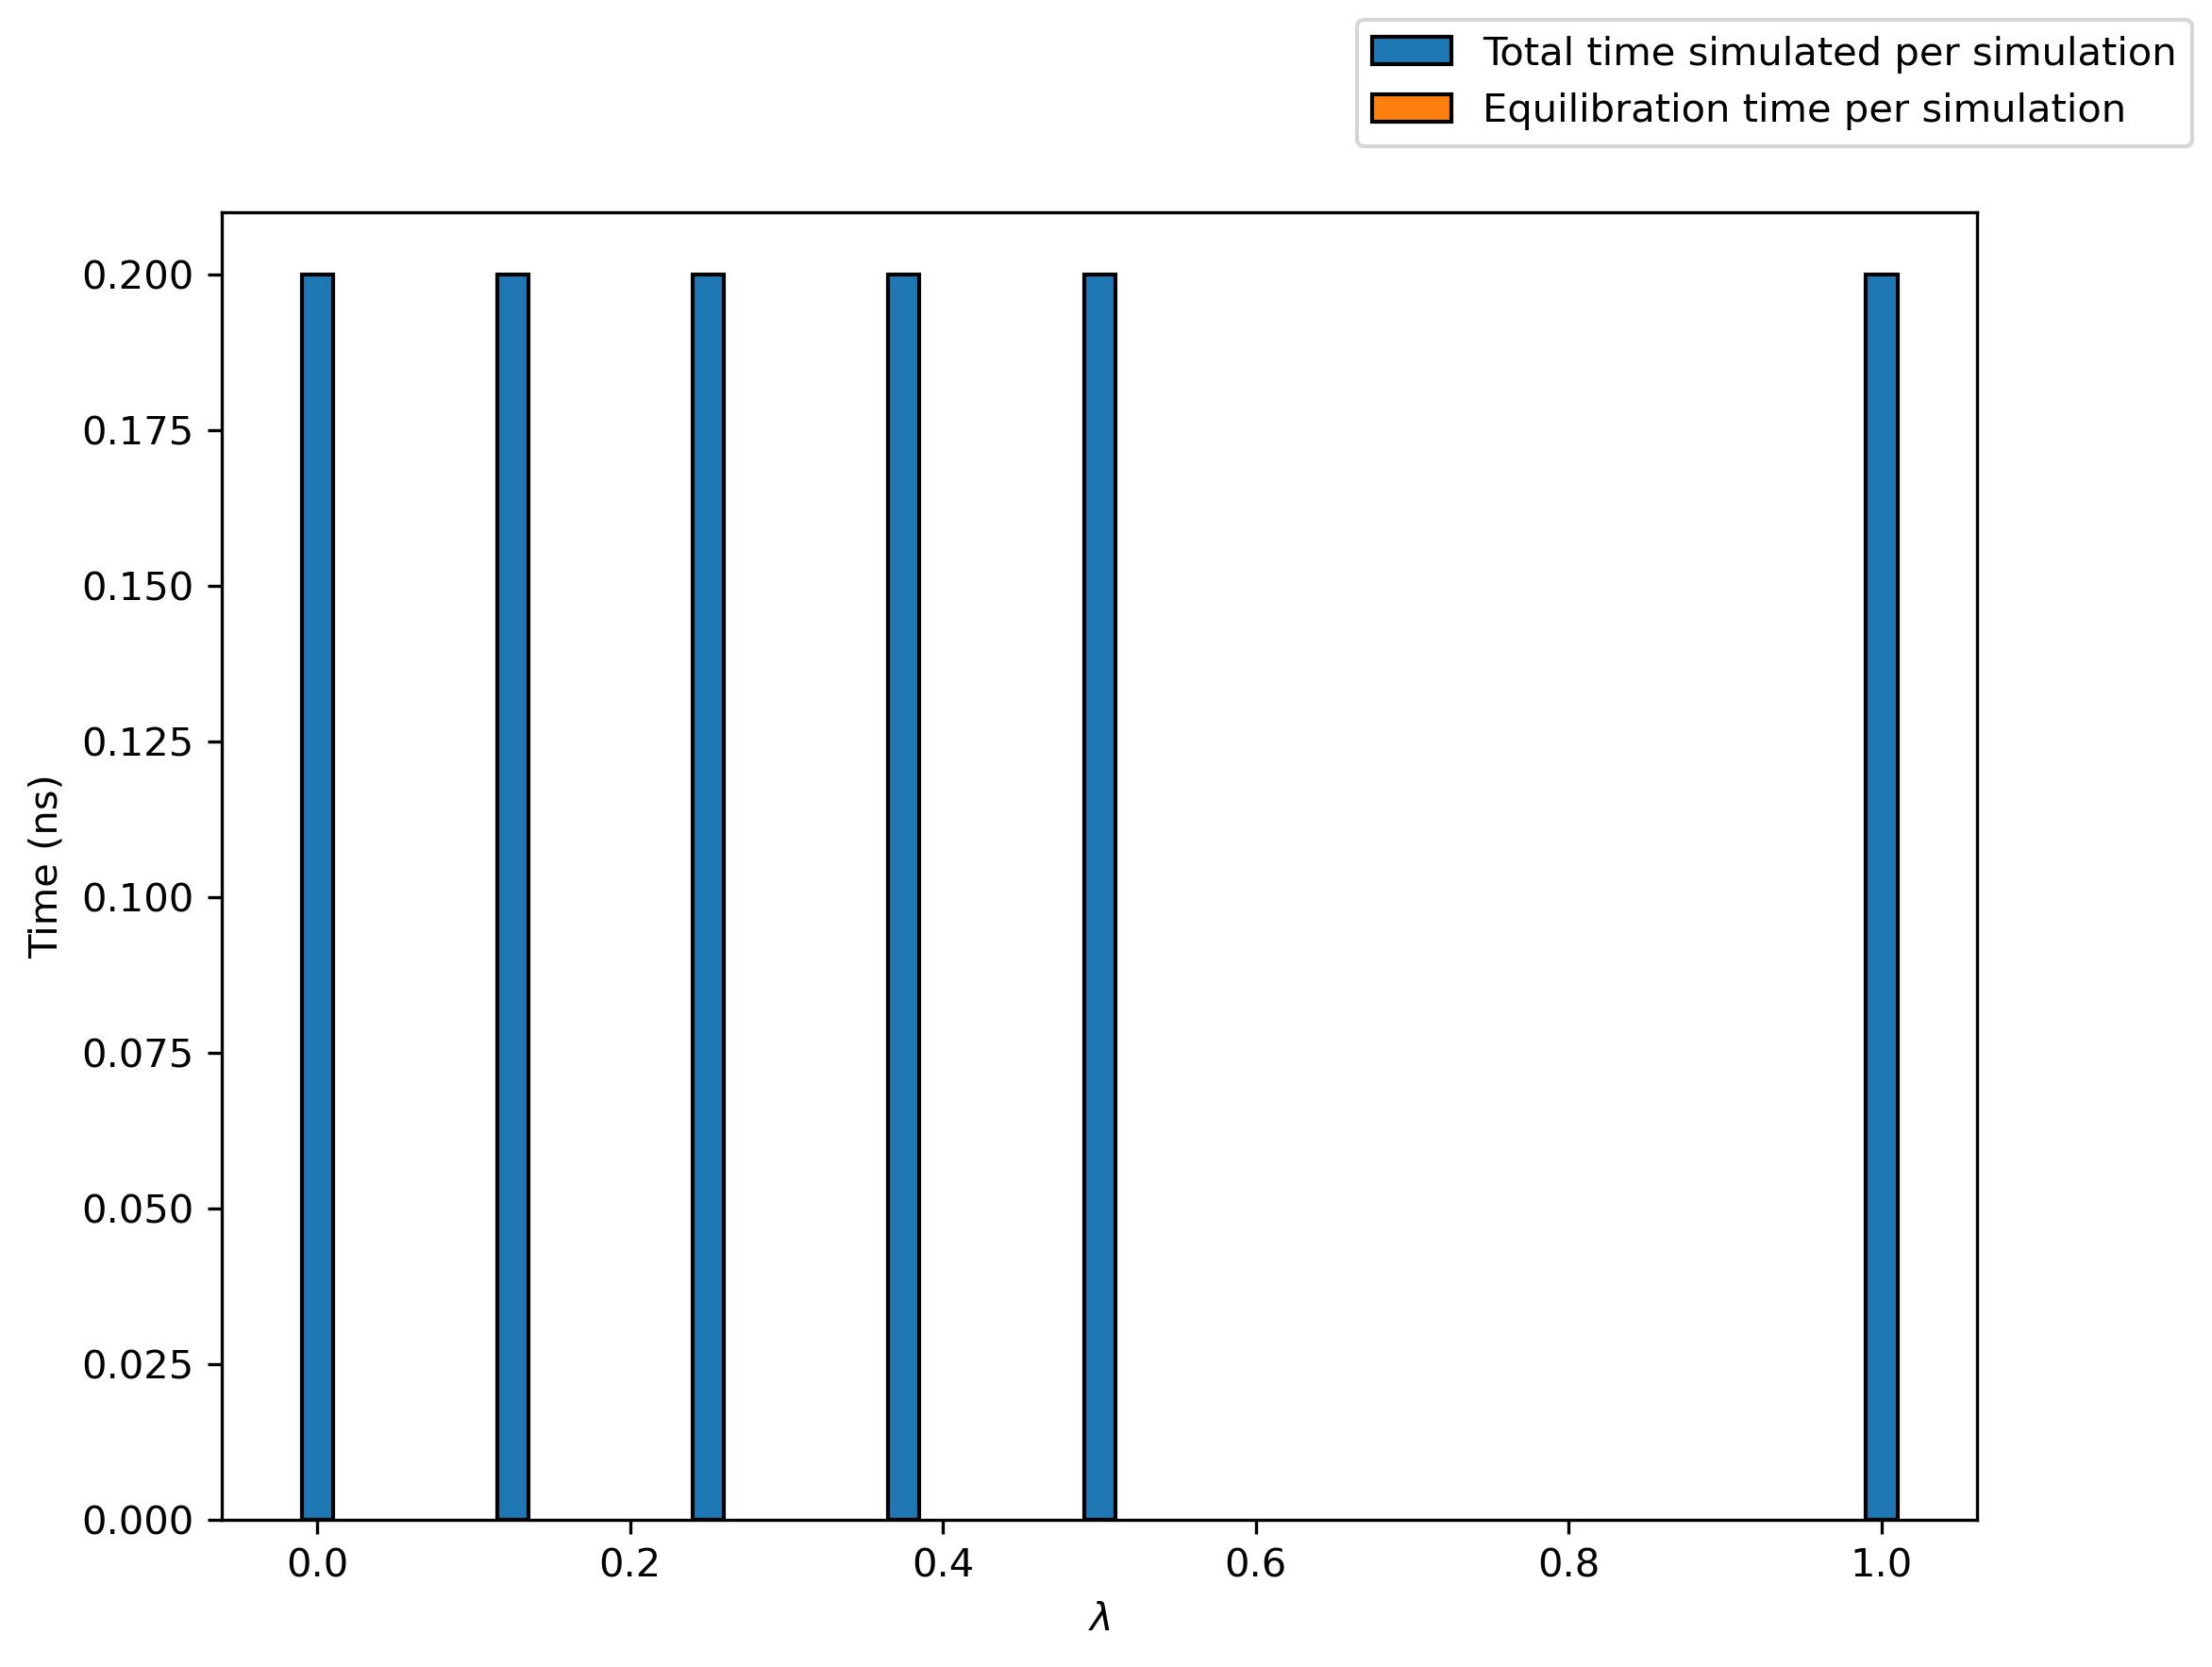 Total time simulated per simulation
Equilibration time per simulation
0.200
0.175
0.150
0.125
0.100
0.075
0.050
0.025
0.000
Time (ns)
0.0 0.2 0.4 0.6 0.8 1.0
λ